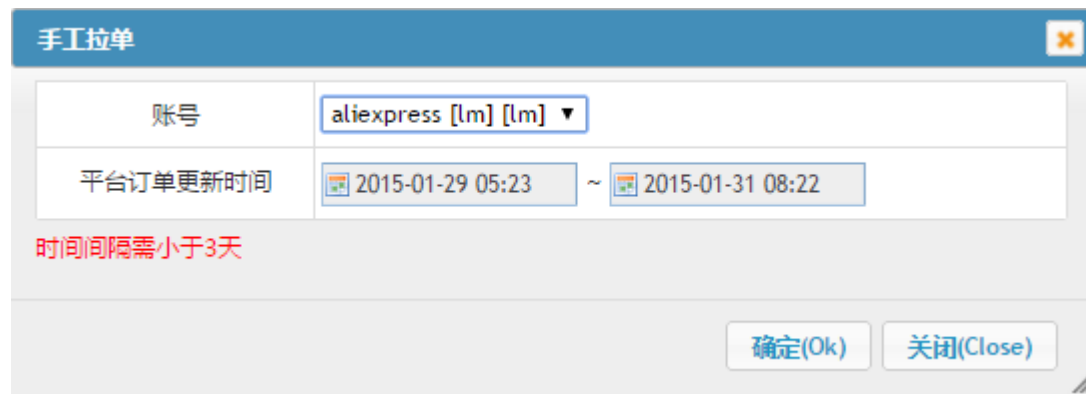 手工拉单
账号 aliexpress [lm] [lm]
平台订单更新时间 2015-01-29 05:23 ~ 2015-01-31 08:22
时间间隔需小于3天
确定(Ok) 关闭(Close)